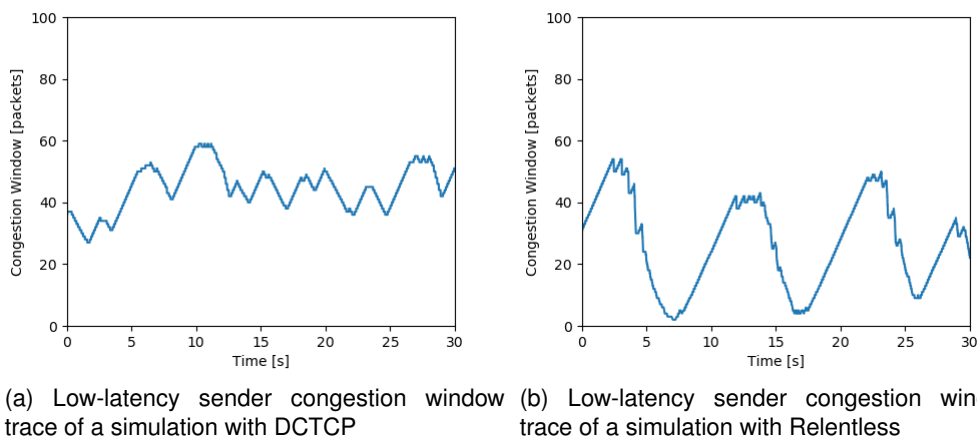 100
80
60
40
20
0
Congestion Window [packets]
0 5 10 15 20 25 30
Time [s]
(a) Low-latency sender congestion window
trace of a simulation with DCTCP
100
80
60
40
20
0
Congestion Window [packets]
0 5 10 15 20 25 30
Time [s]
(b) Low-latency sender congestion win
trace of a simulation with Relentless